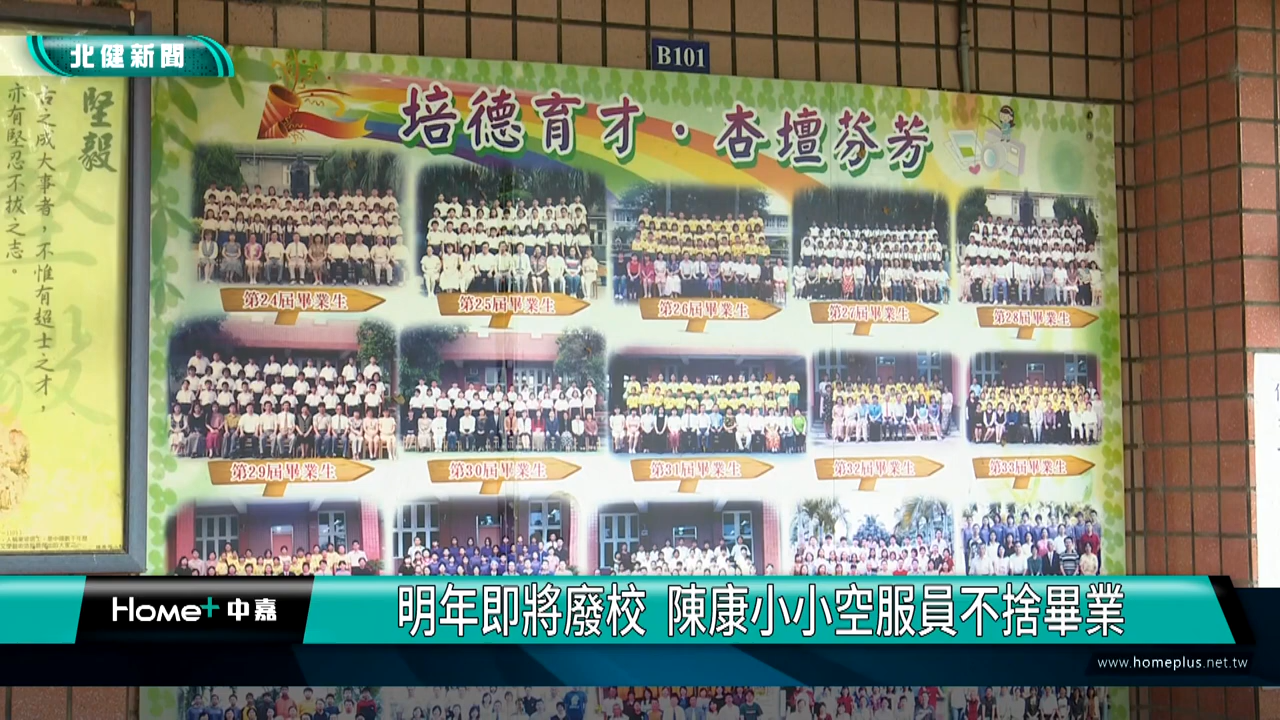 北健新聞
B101
堅毅
古之成大事者，不惟有超士之才，
亦有堅忍不拔之志。
培德育才・杏壇芬芳
第24屆畢業生
第25屆畢業生
第26屆畢業生
第27屆畢業生
第28屆畢業生
第29屆畢業生
第30屆畢業生
第31屆畢業生
第32屆畢業生
第33屆畢業生
Home+中嘉
明年即將廢校 陳康小小空服員不捨畢業
www.homeplus.net.tw